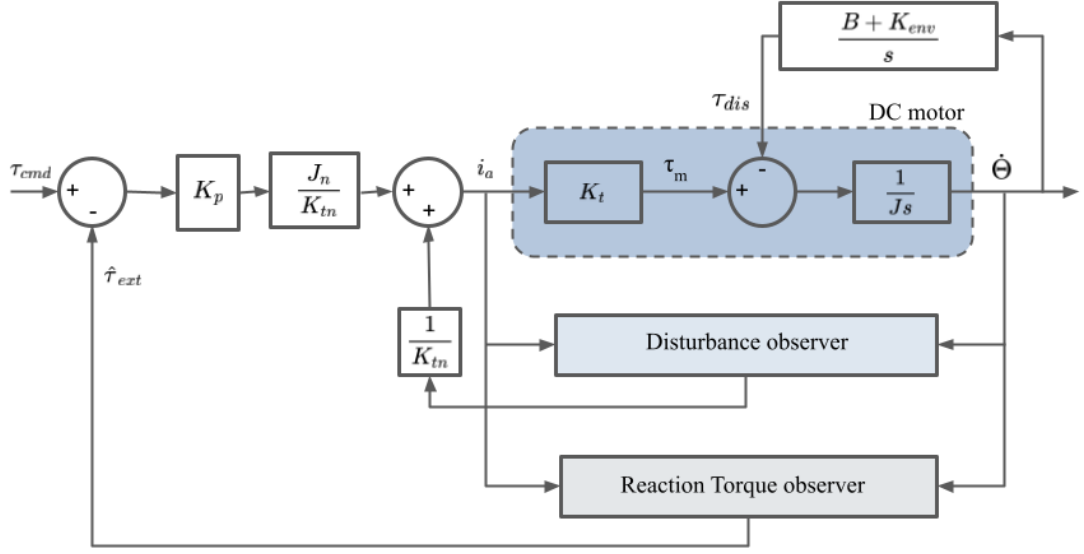 B + K_env
s
τ_dis
DC motor
τ_cmd
+
-
K_p
J_n
K_tn
+
+
i_a
K_t
τ_m
+
-
1
Js
Θ̇
τ̂_ext
1
K_tn
Disturbance observer
Reaction Torque observer